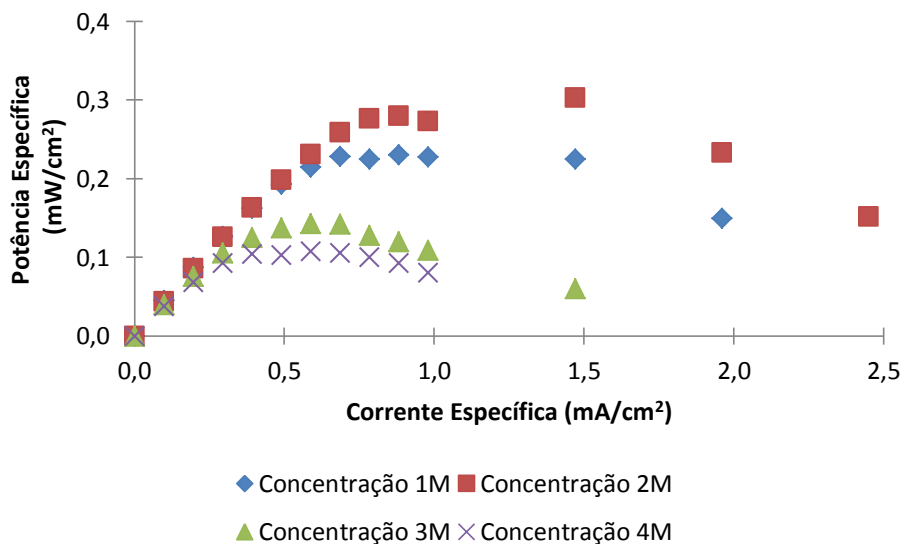 0,4
0,3
0,2
0,1
0,0
Potência Específica
(mW/cm²)
0,0 0,5 1,0 1,5 2,0 2,5
Corrente Específica (mA/cm²)
Concentração 1M Concentração 2M
Concentração 3M Concentração 4M